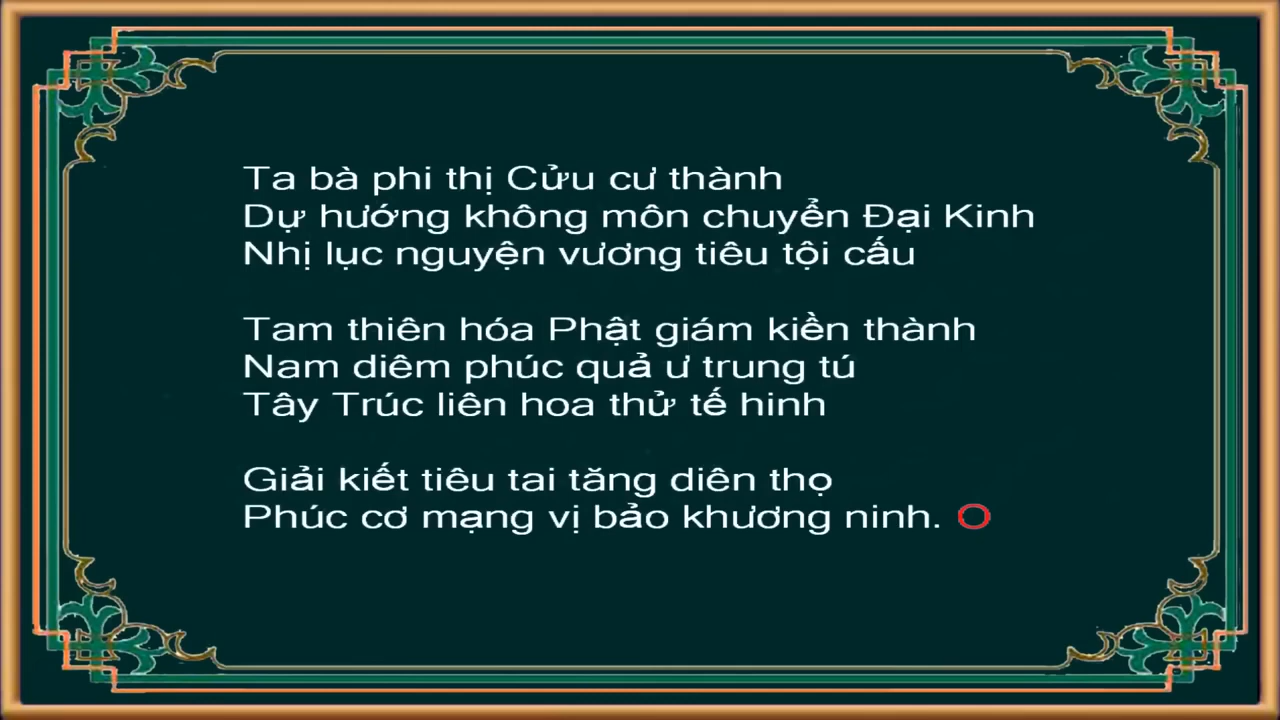 Ta bà phi thị Cửu cư thành
Dự hướng không môn chuyển Đại Kinh
Nhị lục nguyện vương tiêu tội cấu
Tam thiên hóa Phật giám kiền thành
Nam diêm phúc quả ư trung tú
Tây Trúc liên hoa thử tế hinh
Giải kiết tiêu tai tăng diên thọ
Phúc cơ mạng vị bảo khương ninh. O